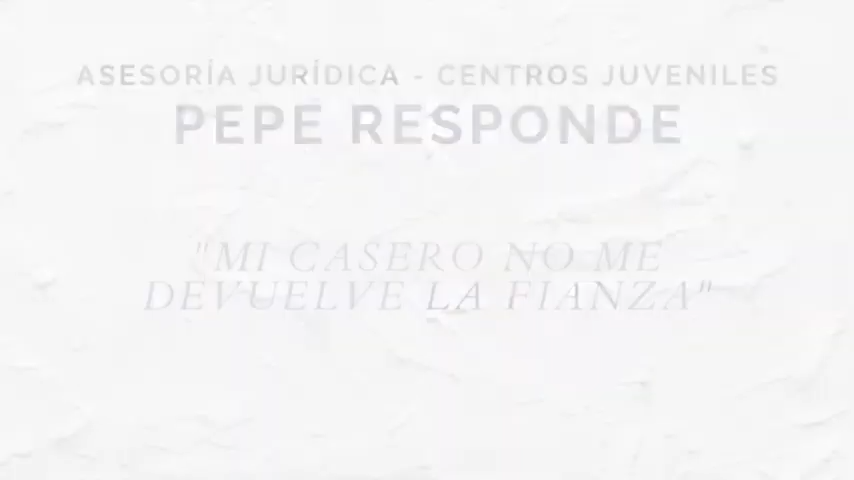 ASESORÍA JURÍDICA - CENTROS JUVENILES
PEPE RESPONDE
"MI CASERO NO ME
DEVUELVE LA FIANZA"